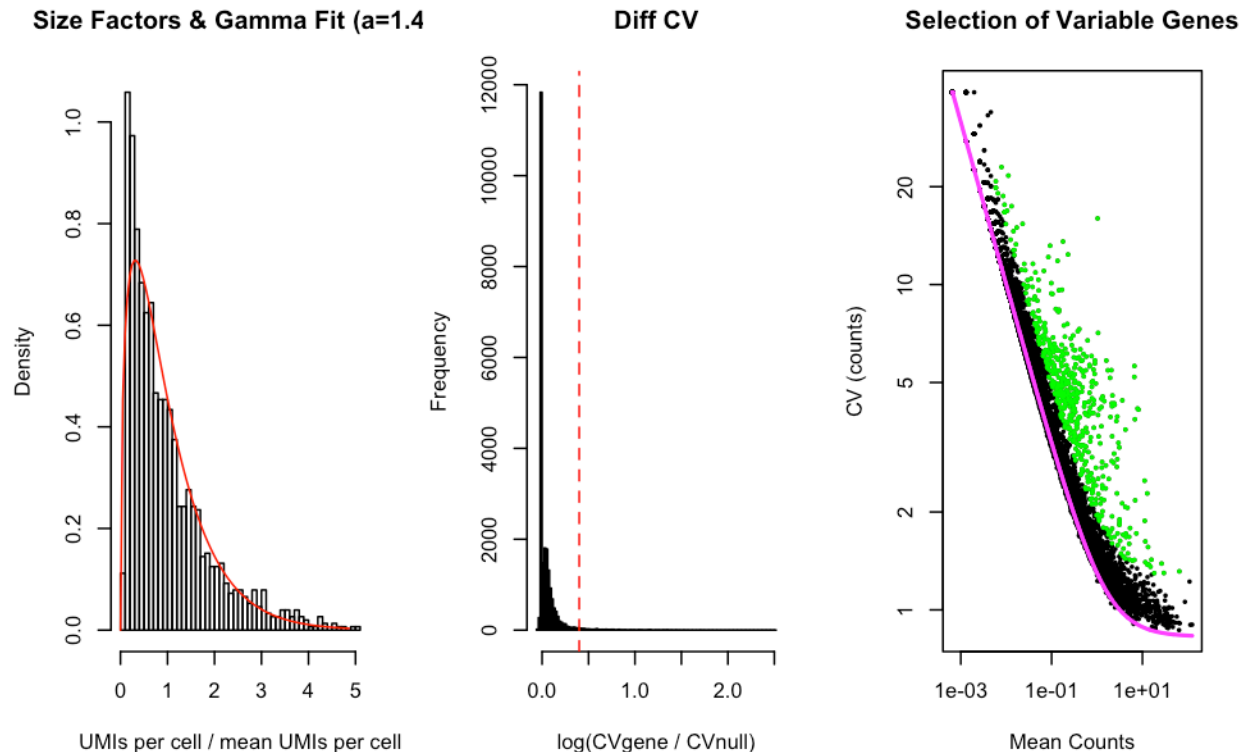 Size Factors & Gamma Fit (a=1.4
Density
0.0 0.2 0.4 0.6 0.8 1.0
0 1 2 3 4 5
UMIs per cell / mean UMIs per cell
Diff CV
Frequency
0 2000 4000 6000 8000 10000 12000
0.0 1.0 2.0
log(CVgene / CVnull)
Selection of Variable Genes
CV (counts)
1 2 5 10 20
1e-03 1e-01 1e+01
Mean Counts